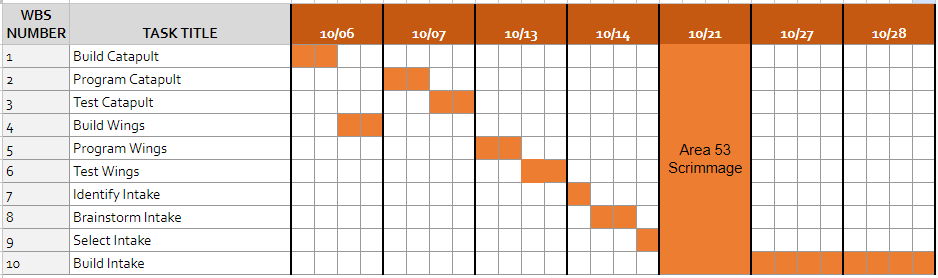 WBS NUMBER TASK TITLE 10/06 10/07 10/13 10/14 10/21 10/27 10/28
1 Build Catapult
2 Program Catapult
3 Test Catapult
4 Build Wings
5 Program Wings
6 Test Wings
7 Identify Intake
8 Brainstorm Intake
9 Select Intake
10 Build Intake
Area 53
Scrimmage